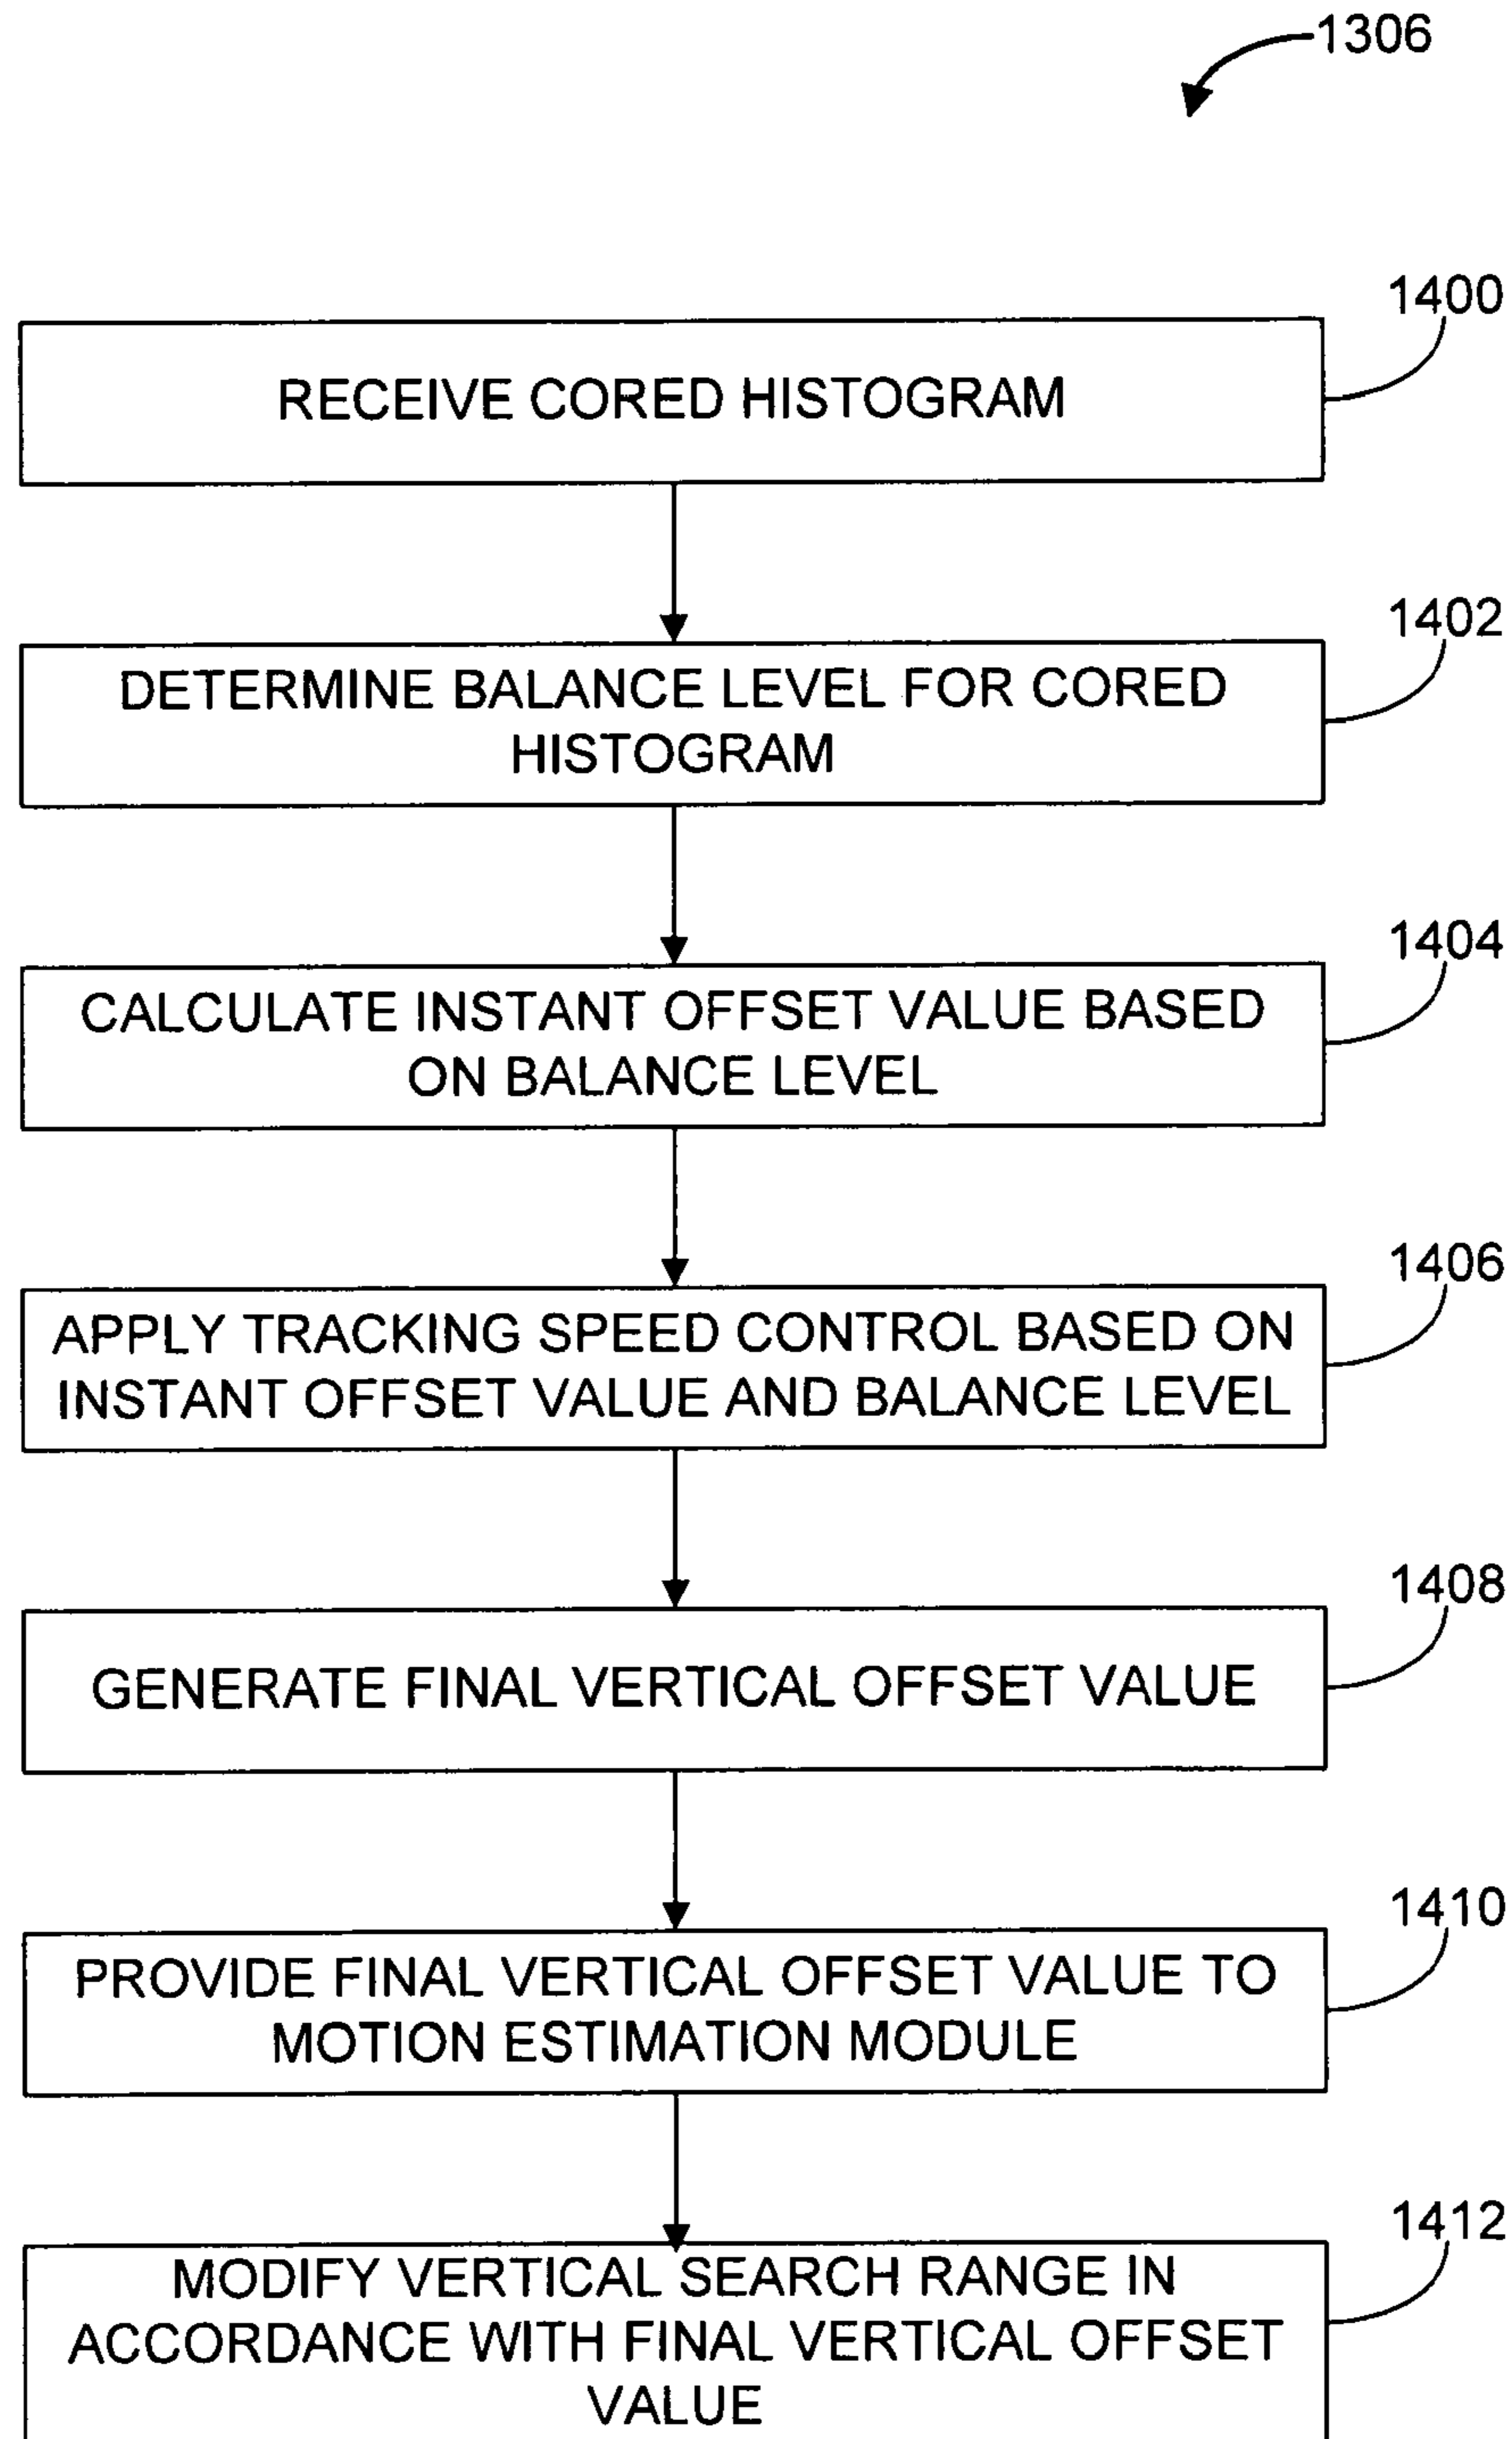 1306
1400
RECEIVE CORED HISTOGRAM
1402
DETERMINE BALANCE LEVEL FOR CORED
HISTOGRAM
1404
CALCULATE INSTANT OFFSET VALUE BASED
ON BALANCE LEVEL
1406
APPLY TRACKING SPEED CONTROL BASED ON
INSTANT OFFSET VALUE AND BALANCE LEVEL
1408
GENERATE FINAL VERTICAL OFFSET VALUE
1410
PROVIDE FINAL VERTICAL OFFSET VALUE TO
MOTION ESTIMATION MODULE
1412
MODIFY VERTICAL SEARCH RANGE IN
ACCORDANCE WITH FINAL VERTICAL OFFSET
VALUE